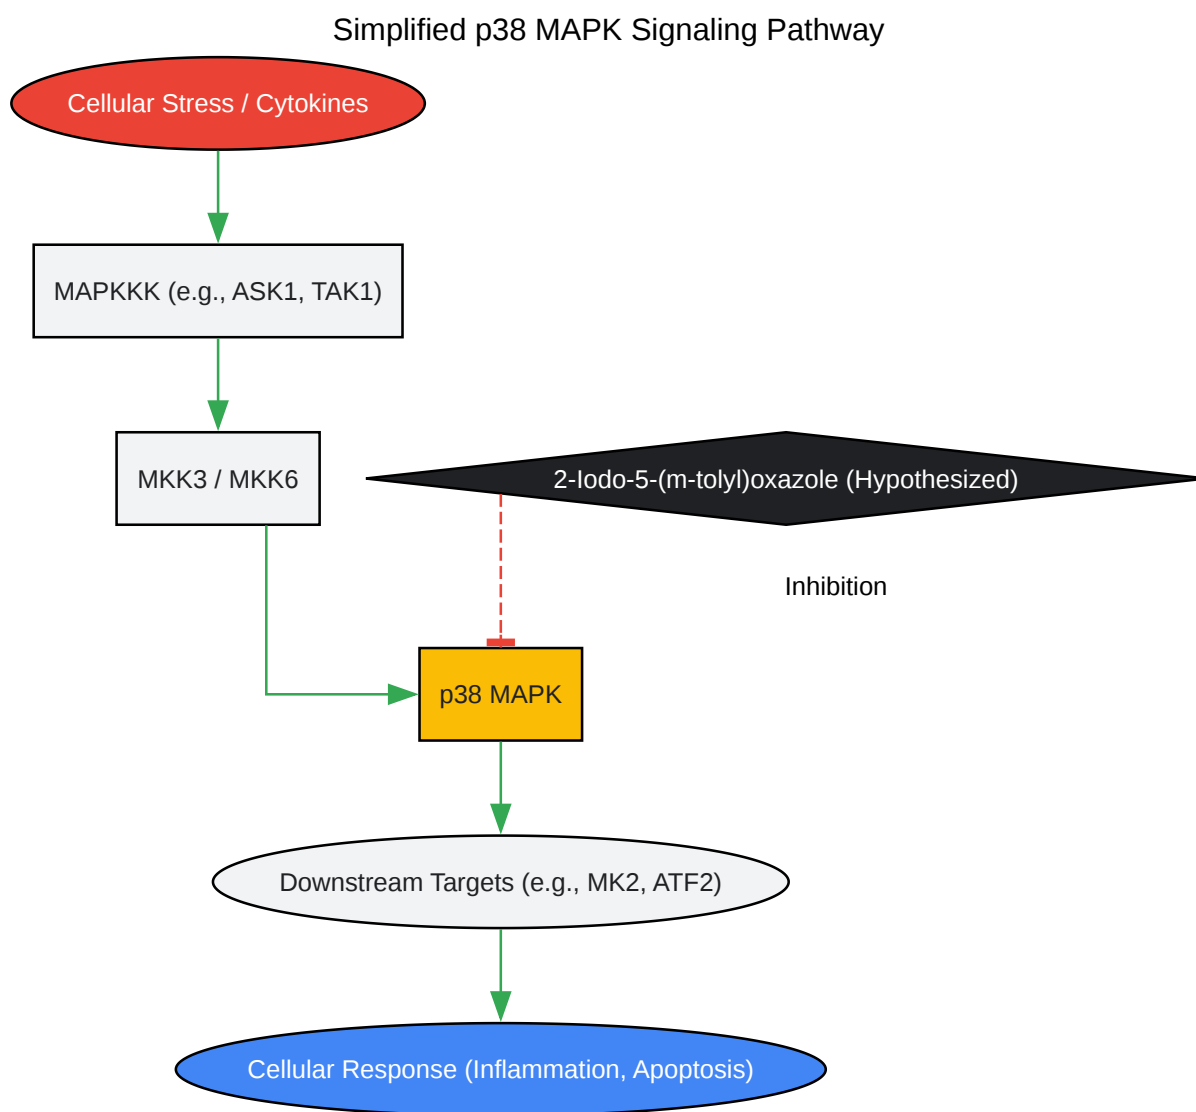 Simplified p38 MAPK Signaling Pathway
Cellular Stress / Cytokines
MAPKKK (e.g., ASK1, TAK1)
MKK3 / MKK6
2-Iodo-5-(m-tolyl)oxazole (Hypothesized)
Inhibition
p38 MAPK
Downstream Targets (e.g., MK2, ATF2)
Cellular Response (Inflammation, Apoptosis)